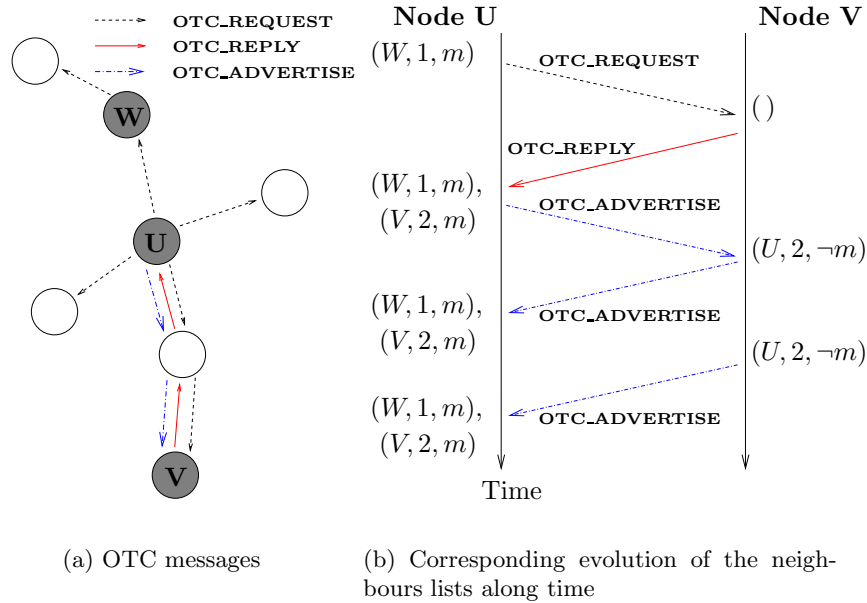 OTC_REQUEST
OTC_REPLY
OTC_ADVERTISE
W
U
V
(a) OTC messages
Node U
Node V
(W, 1, m)
OTC_REQUEST
( )
OTC_REPLY
(W, 1, m),
(V, 2, m)
OTC_ADVERTISE
(U, 2, ¬m)
(W, 1, m),
(V, 2, m)
OTC_ADVERTISE
(U, 2, ¬m)
(W, 1, m),
(V, 2, m)
OTC_ADVERTISE
Time
(b) Corresponding evolution of the neigh-
bours lists along time